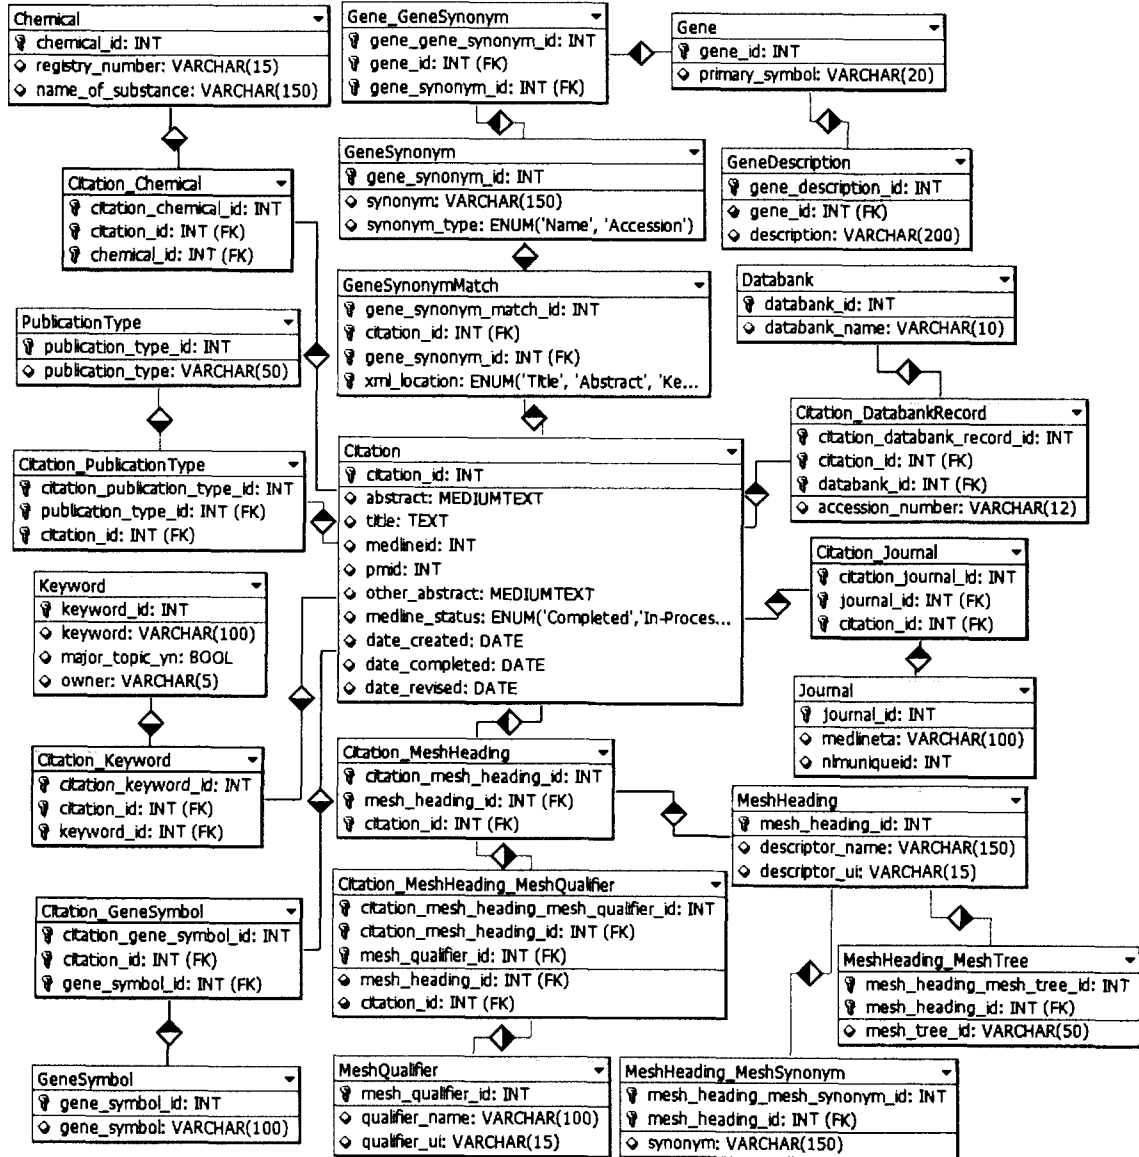 Chemical
chemical_id: INT
registry_number: VARCHAR(15)
name_of_substance: VARCHAR(150)
Gene_GeneSynonym
gene_gene_synonym_id: INT
gene_id: INT (FK)
gene_synonym_id: INT (FK)
Gene
gene_id: INT
primary_symbol: VARCHAR(20)
GeneSynonym
gene_synonym_id: INT
synonym: VARCHAR(150)
synonym_type: ENUM('Name', 'Accession')
GeneDescription
gene_description_id: INT
gene_id: INT (FK)
description: VARCHAR(200)
Citation_Chemical
citation_chemical_id: INT
citation_id: INT (FK)
chemical_id: INT (FK)
GeneSynonymMatch
gene_synonym_match_id: INT
citation_id: INT (FK)
gene_synonym_id: INT (FK)
xml_location: ENUM('Title', 'Abstract', 'Ke...
Databank
databank_id: INT
databank_name: VARCHAR(10)
PublicationType
publication_type_id: INT
publication_type: VARCHAR(50)
Citation_DatabankRecord
citation_databank_record_id: INT
citation_id: INT (FK)
databank_id: INT (FK)
accession_number: VARCHAR(12)
Citation_PublicationType
citation_publication_type_id: INT
publication_type_id: INT (FK)
citation_id: INT (FK)
Citation
citation_id: INT
abstract: MEDIUMTEXT
title: TEXT
medlineid: INT
pmid: INT
other_abstract: MEDIUMTEXT
medline_status: ENUM('Completed','In-Proces...
date_created: DATE
date_completed: DATE
date_revised: DATE
Citation_Journal
citation_journal_id: INT
journal_id: INT (FK)
citation_id: INT (FK)
Keyword
keyword_id: INT
keyword: VARCHAR(100)
major_topic_yn: BOOL
owner: VARCHAR(5)
Journal
journal_id: INT
medlineta: VARCHAR(100)
nlmuniqueid: INT
Citation_Keyword
citation_keyword_id: INT
citation_id: INT (FK)
keyword_id: INT (FK)
Citation_MeshHeading
citation_mesh_heading_id: INT
mesh_heading_id: INT (FK)
citation_id: INT (FK)
MeshHeading
mesh_heading_id: INT
descriptor_name: VARCHAR(150)
descriptor_ui: VARCHAR(15)
Citation_MeshHeading_MeshQualifier
citation_mesh_heading_mesh_qualifier_id: INT
citation_mesh_heading_id: INT (FK)
mesh_qualifier_id: INT (FK)
mesh_heading_id: INT (FK)
citation_id: INT (FK)
Citation_GeneSymbol
citation_gene_symbol_id: INT
citation_id: INT (FK)
gene_symbol_id: INT (FK)
MeshHeading_MeshTree
mesh_heading_mesh_tree_id: INT
mesh_heading_id: INT (FK)
mesh_tree_id: VARCHAR(50)
GeneSymbol
gene_symbol_id: INT
gene_symbol: VARCHAR(100)
MeshQualifier
mesh_qualifier_id: INT
qualifier_name: VARCHAR(100)
qualifier_ui: VARCHAR(15)
MeshHeading_MeshSynonym
mesh_heading_mesh_synonym_id: INT
mesh_heading_id: INT (FK)
synonym: VARCHAR(150)